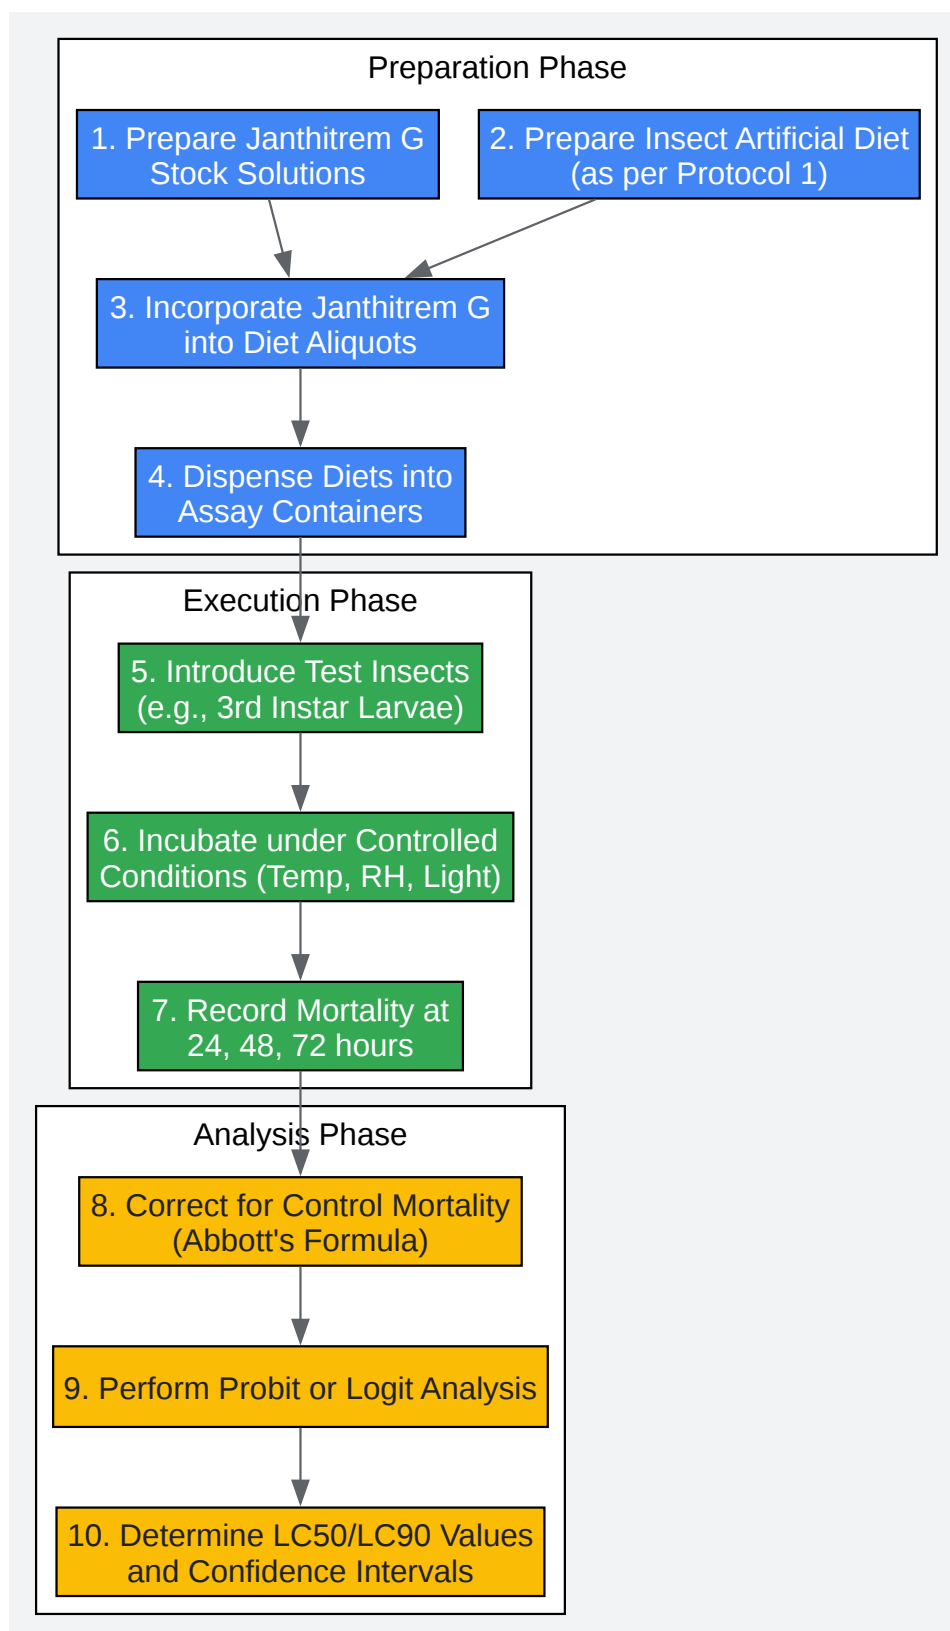 Preparation Phase
1. Prepare Janthitrem G
Stock Solutions
2. Prepare Insect Artificial Diet
(as per Protocol 1)
3. Incorporate Janthitrem G
into Diet Aliquots
4. Dispense Diets into
Assay Containers
Execution Phase
5. Introduce Test Insects
(e.g., 3rd Instar Larvae)
6. Incubate under Controlled
Conditions (Temp, RH, Light)
7. Record Mortality at
24, 48, 72 hours
Analysis Phase
8. Correct for Control Mortality
(Abbott's Formula)
9. Perform Probit or Logit Analysis
10. Determine LC50/LC90 Values
and Confidence Intervals